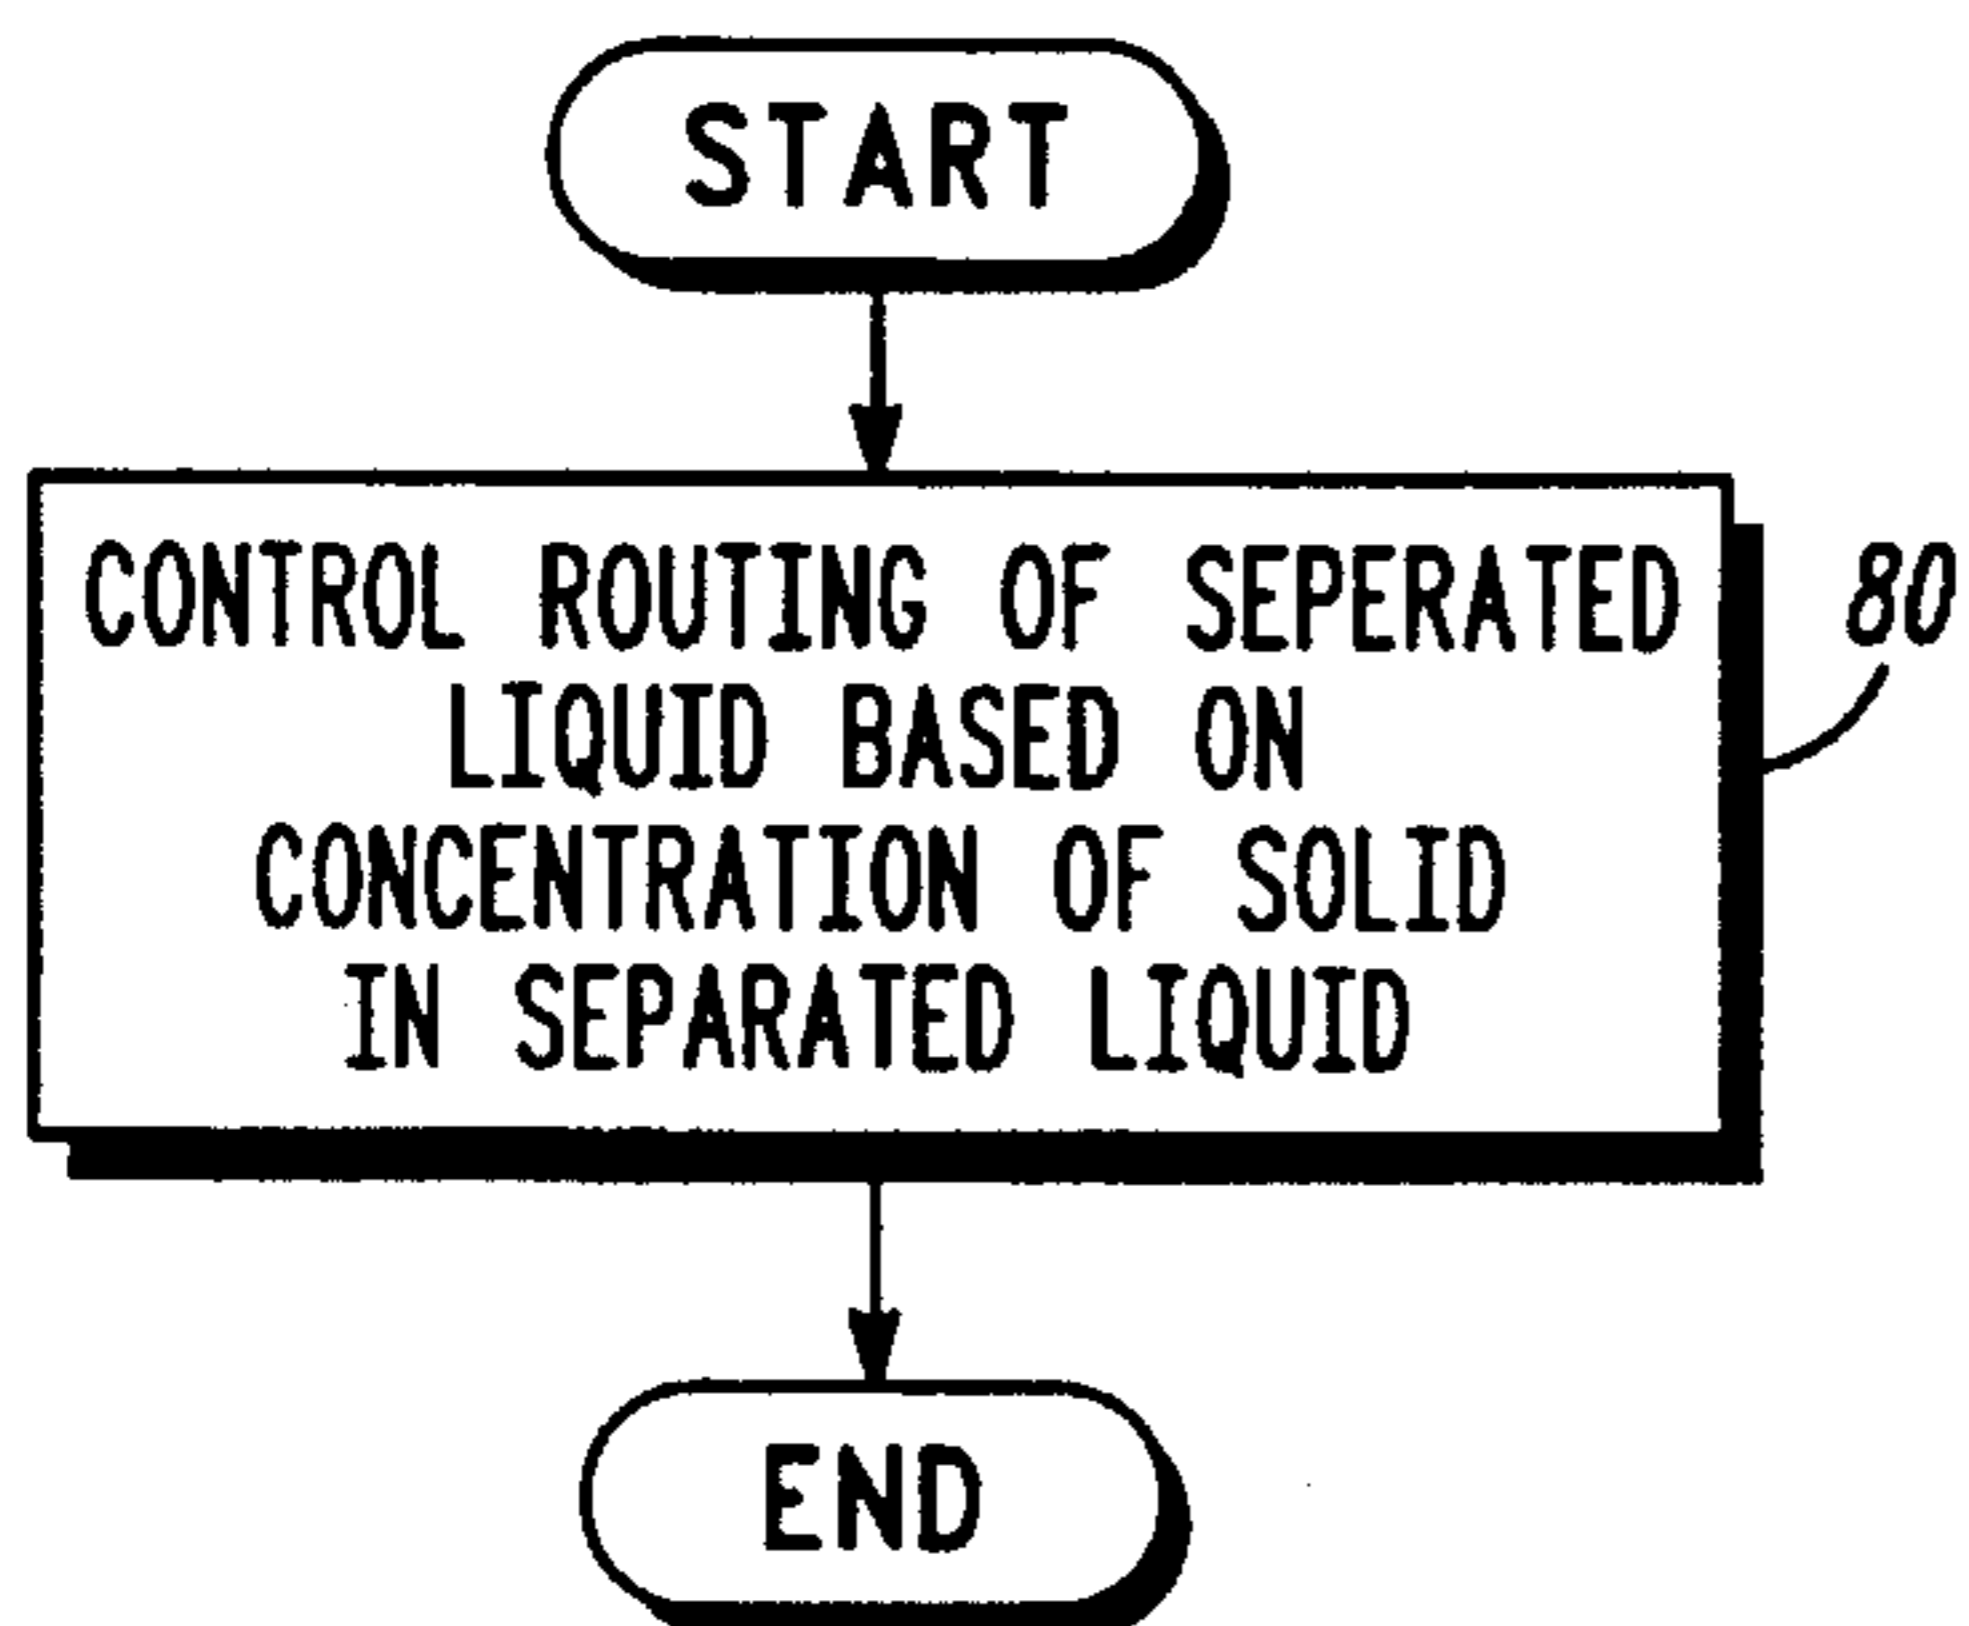 START
CONTROL ROUTING OF SEPERATED
80
LIQUID BASED ON
CONCENTRATION OF SOLID
IN SEPARATED LIQUID
END